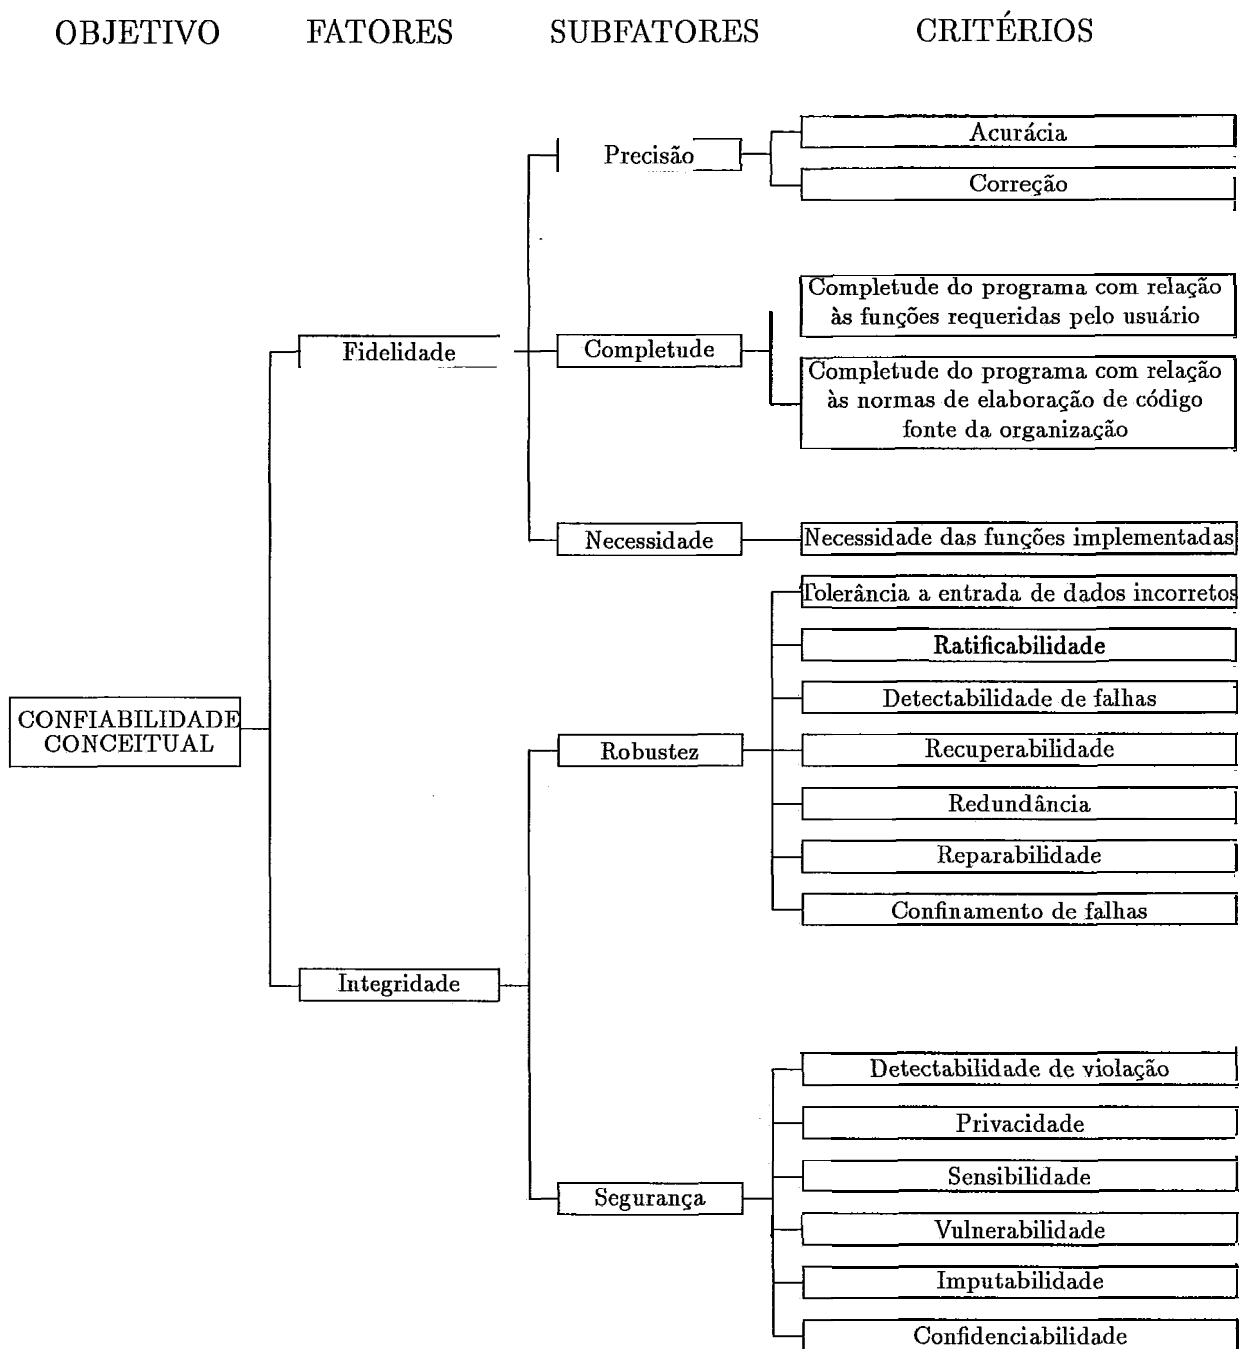 OBJETIVO FATORES SUBFATORES CRITÉRIOS
Acurácia
Precisão
Correção
Completude do programa com relação
às funções requeridas pelo usuário
Fidelidade
Completude
Completude do programa com relação
às normas de elaboração de código
fonte da organização
Necessidade
Necessidade das funções implementadas
Tolerância a entrada de dados incorretos
Ratificabilidade
Detectabilidade de falhas
CONFIABILIDADE
CONCEITUAL
Robustez
Recuperabilidade
Redundância
Reparabilidade
Confinamento de falhas
Integridade
Detectabilidade de violação
Privacidade
Sensibilidade
Segurança
Vulnerabilidade
Imputabilidade
Confidenciabilidade